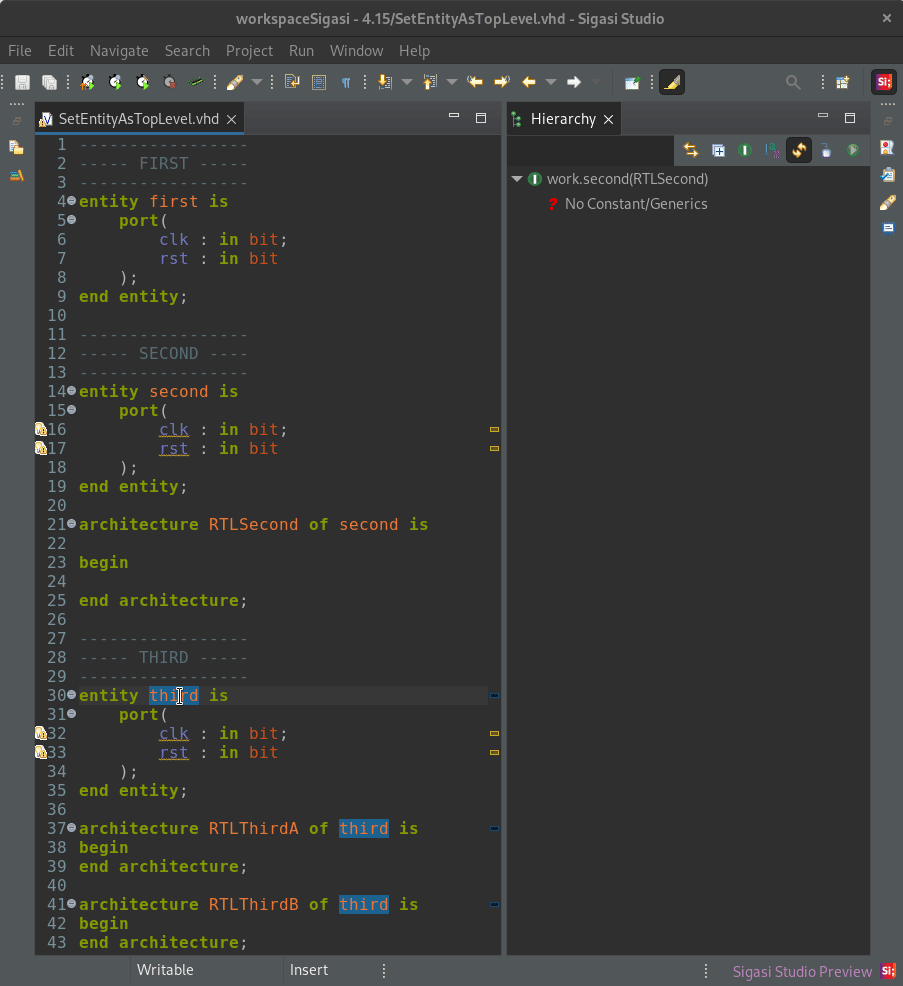 workspaceSigasi - 4.15/SetEntityAsTopLevel.vhd - Sigasi Studio
File Edit Navigate Search Project Run Window Help
Si:
SetEntityAsTopLevel.vhd
1 -----------------
2 ----- FIRST -----
3 -----------------
4 entity first is
5     port(
6         clk : in bit;
7         rst : in bit
8     );
9 end entity;
10
11 -----------------
12 ----- SECOND ----
13 -----------------
14 entity second is
15     port(
16         clk : in bit;
17         rst : in bit
18     );
19 end entity;
20
21 architecture RTLSecond of second is
22
23 begin
24
25 end architecture;
26
27 -----------------
28 ----- THIRD -----
29 -----------------
30 entity third is
31     port(
32         clk : in bit;
33         rst : in bit
34     );
35 end entity;
36
37 architecture RTLThirdA of third is
38 begin
39 end architecture;
40
41 architecture RTLThirdB of third is
42 begin
43 end architecture;
Hierarchy
work.second(RTLSecond)
? No Constant/Generics
Writable Insert Sigasi Studio Preview Si: